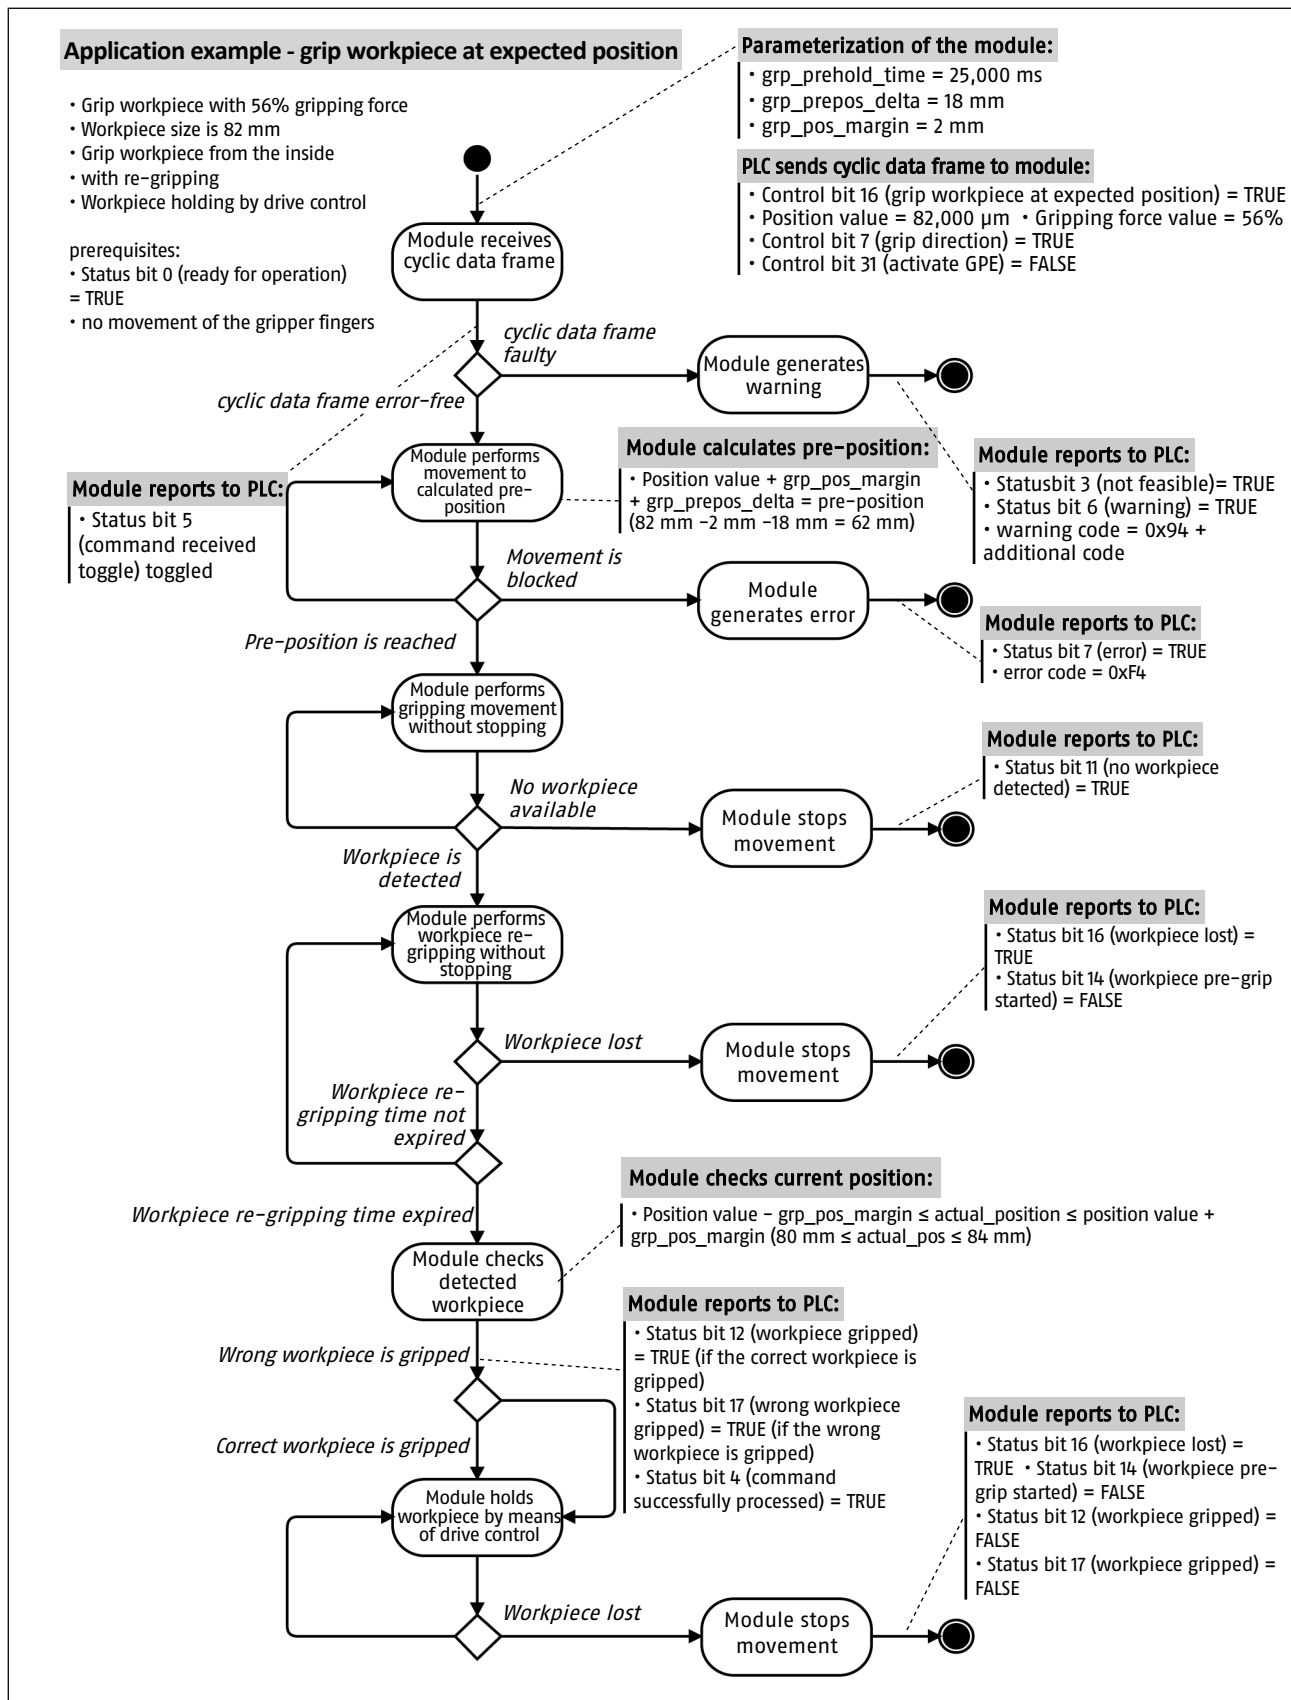 Application example - grip workpiece at expected position
• Grip workpiece with 56% gripping force
• Workpiece size is 82 mm
• Grip workpiece from the inside
• with re-gripping
• Workpiece holding by drive control
prerequisites:
• Status bit 0 (ready for operation)
= TRUE
• no movement of the gripper fingers
Parameterization of the module:
• grp_prehold_time = 25,000 ms
• grp_prepos_delta = 18 mm
• grp_pos_margin = 2 mm
PLC sends cyclic data frame to module:
• Control bit 16 (grip workpiece at expected position) = TRUE
• Position value = 82,000 µm • Gripping force value = 56%
• Control bit 7 (grip direction) = TRUE
• Control bit 31 (activate GPE) = FALSE
Module receives
cyclic data frame
cyclic data frame
faulty
Module generates
warning
cyclic data frame error-free
Module reports to PLC:
• Statusbit 3 (not feasible)= TRUE
• Status bit 6 (warning) = TRUE
• warning code = 0x94 +
additional code
Module reports to PLC:
• Status bit 5
(command received
toggle) toggled
Module performs
movement to
calculated pre-
position
Module calculates pre-position:
• Position value + grp_pos_margin
+ grp_prepos_delta = pre-position
(82 mm -2 mm -18 mm = 62 mm)
Movement is
blocked
Module
generates error
Module reports to PLC:
• Status bit 7 (error) = TRUE
• error code = 0xF4
Pre-position is reached
Module performs
gripping movement
without stopping
No workpiece
available
Module stops
movement
Module reports to PLC:
• Status bit 11 (no workpiece
detected) = TRUE
Workpiece is
detected
Module performs
workpiece re-
gripping without
stopping
Workpiece lost
Module stops
movement
Module reports to PLC:
• Status bit 16 (workpiece lost) =
TRUE
• Status bit 14 (workpiece pre-grip
started) = FALSE
Workpiece re-
gripping time not
expired
Workpiece re-gripping time expired
Module checks
detected
workpiece
Module checks current position:
• Position value - grp_pos_margin ≤ actual_position ≤ position value +
grp_pos_margin (80 mm ≤ actual_pos ≤ 84 mm)
Wrong workpiece is gripped
Module reports to PLC:
• Status bit 12 (workpiece gripped)
= TRUE (if the correct workpiece is
gripped)
• Status bit 17 (wrong workpiece
gripped) = TRUE (if the wrong
workpiece is gripped)
• Status bit 4 (command
successfully processed) = TRUE
Correct workpiece is gripped
Module holds
workpiece by means
of drive control
Workpiece lost
Module stops
movement
Module reports to PLC:
• Status bit 16 (workpiece lost) =
TRUE • Status bit 14 (workpiece pre-
grip started) = FALSE
• Status bit 12 (workpiece gripped) =
FALSE
• Status bit 17 (workpiece gripped) =
FALSE